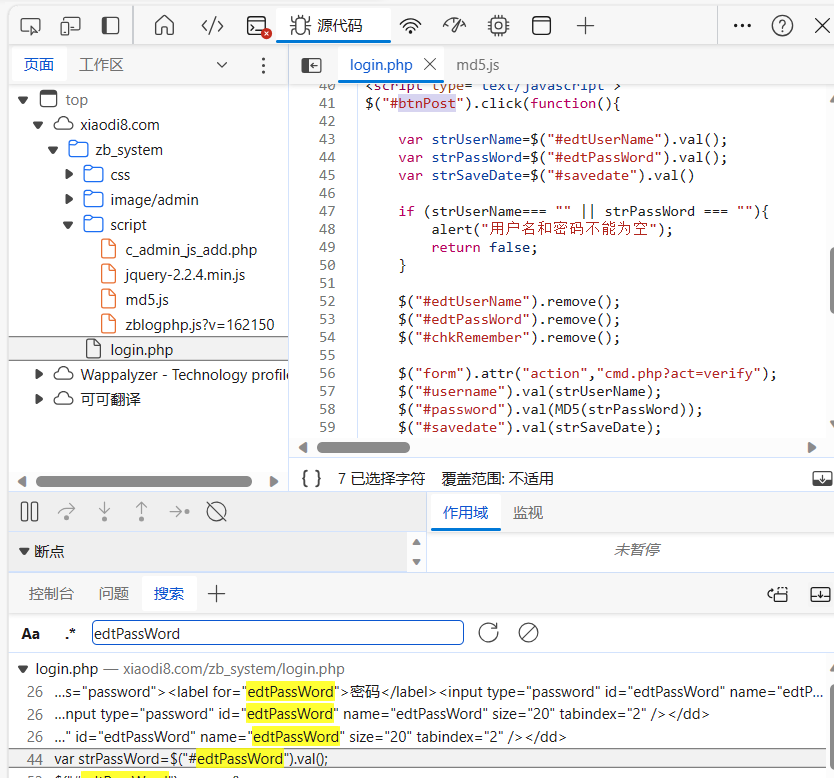 源代码
页面 工作区
login.php md5.js
top
xiaodi8.com
zb_system
css
image/admin
script
c_admin_js_add.php
jquery-2.2.4.min.js
md5.js
zblogphp.js?v=162150
login.php
Wappalyzer - Technology profile
可可翻译
40 <script type="text/javascript">
41 $("#btnPost").click(function(){
42
43 var strUserName=$("#edtUserName").val();
44 var strPassWord=$("#edtPassWord").val();
45 var strSaveDate=$("#savedate").val()
46
47 if (strUserName=== "" || strPassWord === ""){
48 alert("用户名和密码不能为空");
49 return false;
50 }
51
52 $("#edtUserName").remove();
53 $("#edtPassWord").remove();
54 $("#chkRemember").remove();
55
56 $("form").attr("action","cmd.php?act=verify");
57 $("#username").val(strUserName);
58 $("#password").val(MD5(strPassWord));
59 $("#savedate").val(strSaveDate);
{ } 7 已选择字符 覆盖范围: 不适用
作用域 监视
断点
未暂停
控制台 问题 搜索
Aa .* edtPassWord
login.php — xiaodi8.com/zb_system/login.php
26 …s="password"><label for="edtPassWord">密码</label><input type="password" id="edtPassWord" name="edtP…
26 …nput type="password" id="edtPassWord" name="edtPassWord" size="20" tabindex="2" /></dd>
26 …" id="edtPassWord" name="edtPassWord" size="20" tabindex="2" /></dd>
44 var strPassWord=$("#edtPassWord").val();